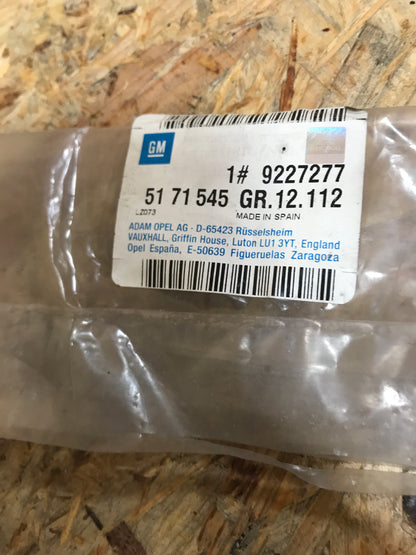 GM
1# 9227277
51 71 545 GR.12.112
LZ073 MADE IN SPAIN
ADAM OPEL AG - D-65423 Rüsselsheim
VAUXHALL, Griffin House, Luton LU1 3YT, England
Opel España, E-50639 Figueruelas Zaragoza